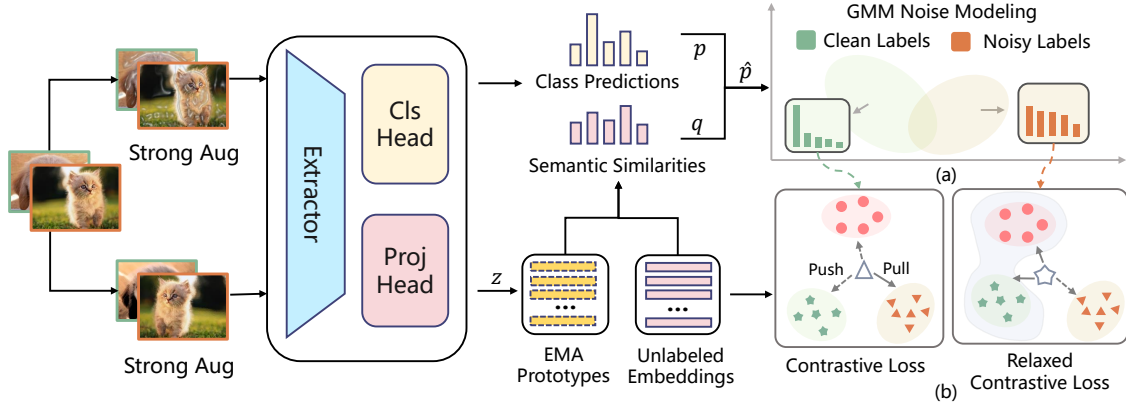 Strong Aug
Strong Aug
Extractor
Cls
Head
Proj
Head
z
Class Predictions
Semantic Similarities
p
q
p̂
EMA
Prototypes
Unlabeled
Embeddings
GMM Noise Modeling
Clean Labels
Noisy Labels
(a)
Push
Pull
Contrastive Loss
Relaxed
Contrastive Loss
(b)